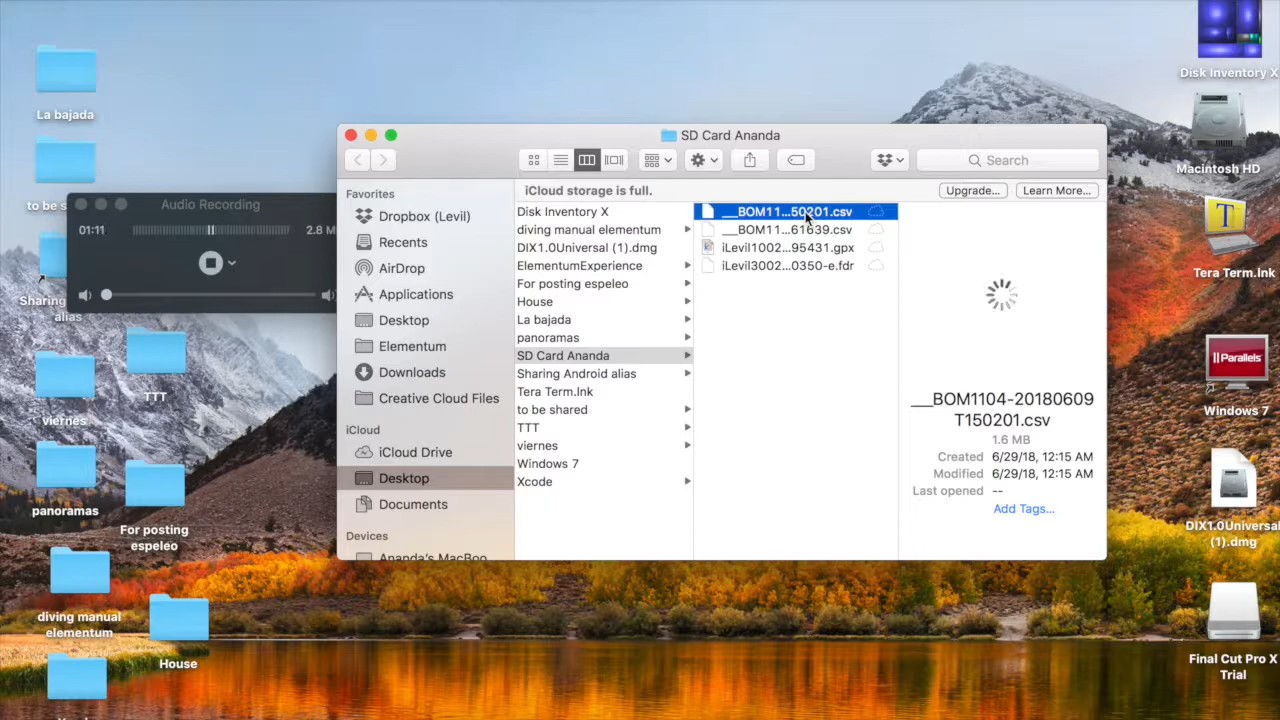 La bajada
to be s
Sharing
alias
TTT
viernes
panoramas
For posting
espeleo
diving manual
elementum
House
Audio Recording
01:11
2.8 M
SD Card Ananda
Search
iCloud storage is full.
Upgrade...
Learn More...
Favorites
Dropbox (Levil)
Recents
AirDrop
Applications
Desktop
Elementum
Downloads
Creative Cloud Files
iCloud
iCloud Drive
Desktop
Documents
Devices
Ananda's MacBoo
Disk Inventory X
diving manual elementum
DIX1.0Universal (1).dmg
ElementumExperience
For posting espeleo
House
La bajada
panoramas
SD Card Ananda
Sharing Android alias
Tera Term.lnk
to be shared
TTT
viernes
Windows 7
Xcode
___BOM11...50201.csv
___BOM11...61639.csv
iLevil1002...95431.gpx
iLevil3002...0350-e.fdr
___BOM1104-20180609
T150201.csv
1.6 MB
Created 6/29/18, 12:15 AM
Modified 6/29/18, 12:15 AM
Last opened --
Add Tags...
Disk Inventory X
Macintosh HD
Tera Term.lnk
|| Parallels
Windows 7
DIX1.0Universal
(1).dmg
Final Cut Pro X
Trial